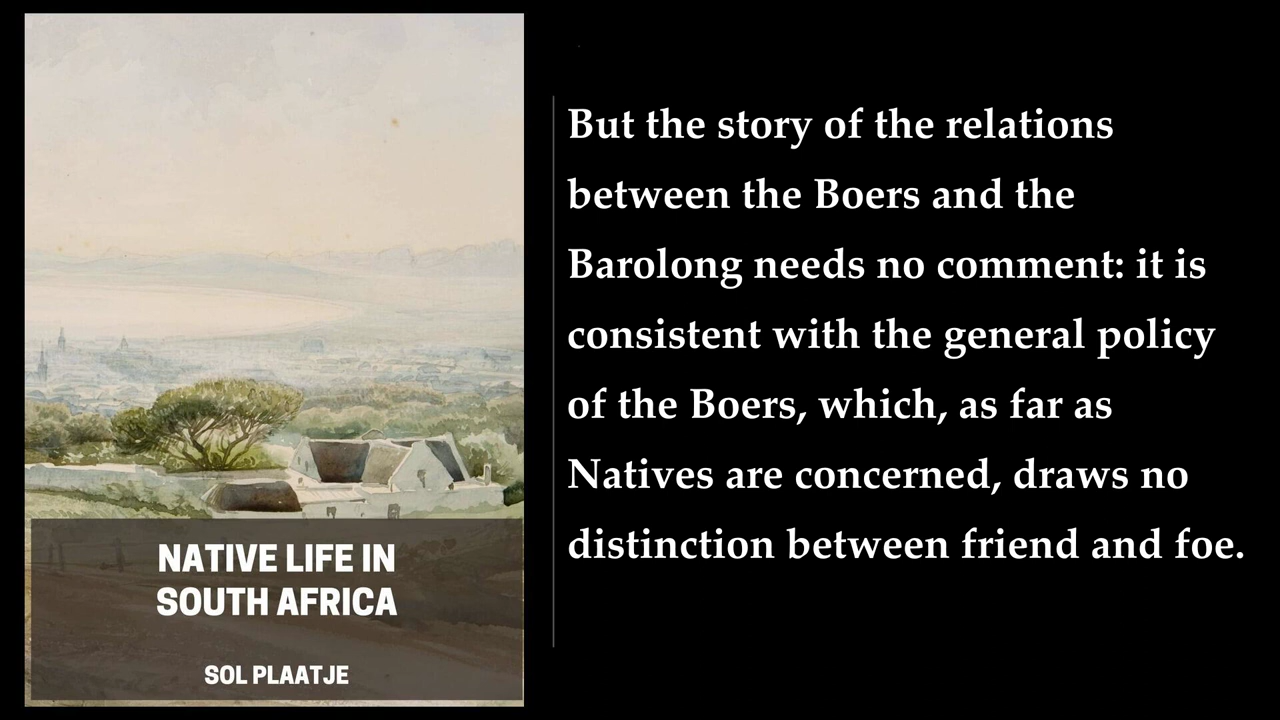 But the story of the relations
between the Boers and the
Barolong needs no comment: it is
consistent with the general policy
of the Boers, which, as far as
Natives are concerned, draws no
distinction between friend and foe.
NATIVE LIFE IN
SOUTH AFRICA
SOL PLAATJE